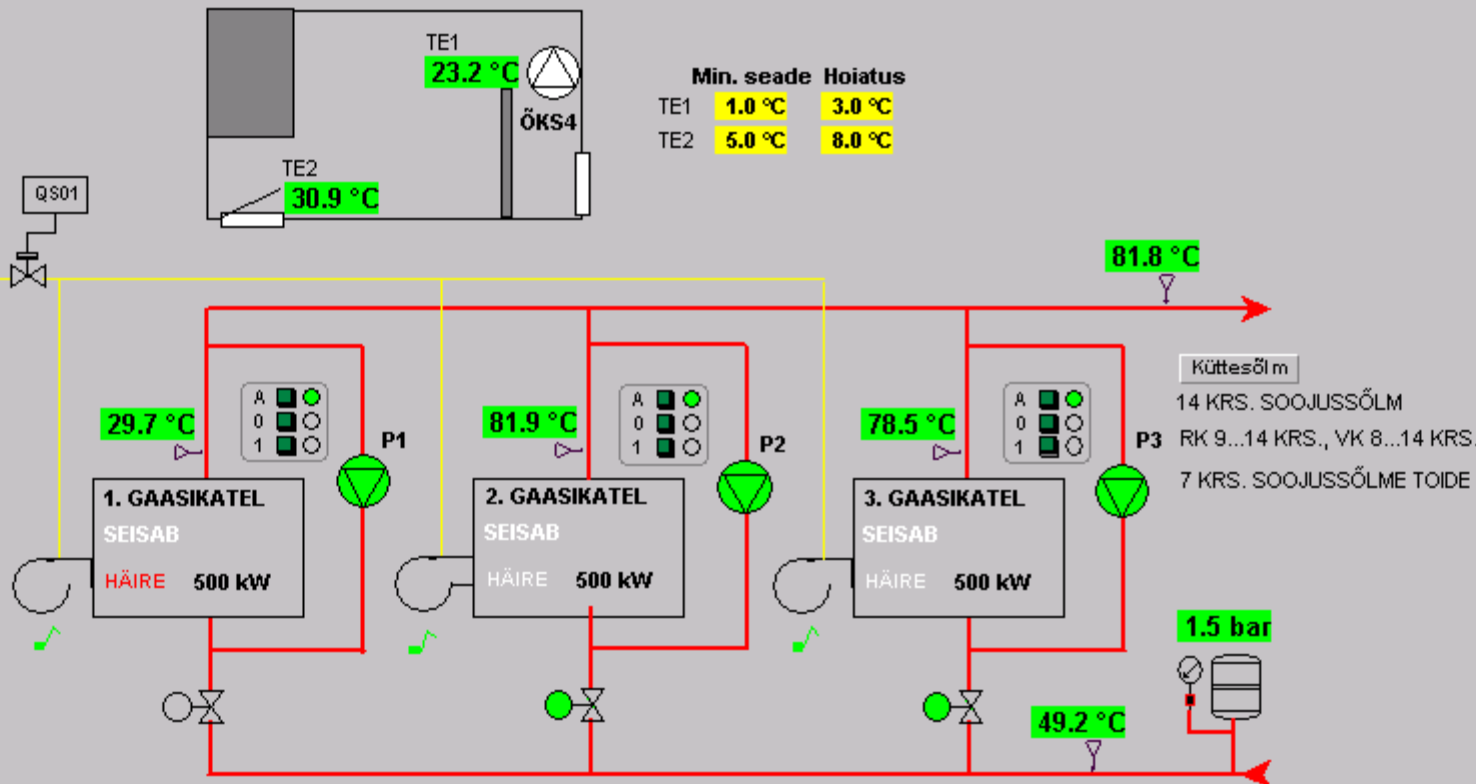 TE1
23.2 °C
ÕKS4
TE2
30.9 °C
Min. seade Hoiatus
TE1 1.0 °C 3.0 °C
TE2 5.0 °C 8.0 °C
QS01
81.8 °C
Küttesõlm
14 KRS. SOOJUSSÕLM
RK 9...14 KRS., VK 8...14 KRS.
7 KRS. SOOJUSSÕLME TOIDE
29.7 °C
A
0
1
P1
1. GAASIKATEL
SEISAB
HÄIRE 500 kW
81.9 °C
A
0
1
P2
2. GAASIKATEL
SEISAB
HÄIRE 500 kW
78.5 °C
A
0
1
P3
3. GAASIKATEL
SEISAB
HÄIRE 500 kW
1.5 bar
49.2 °C